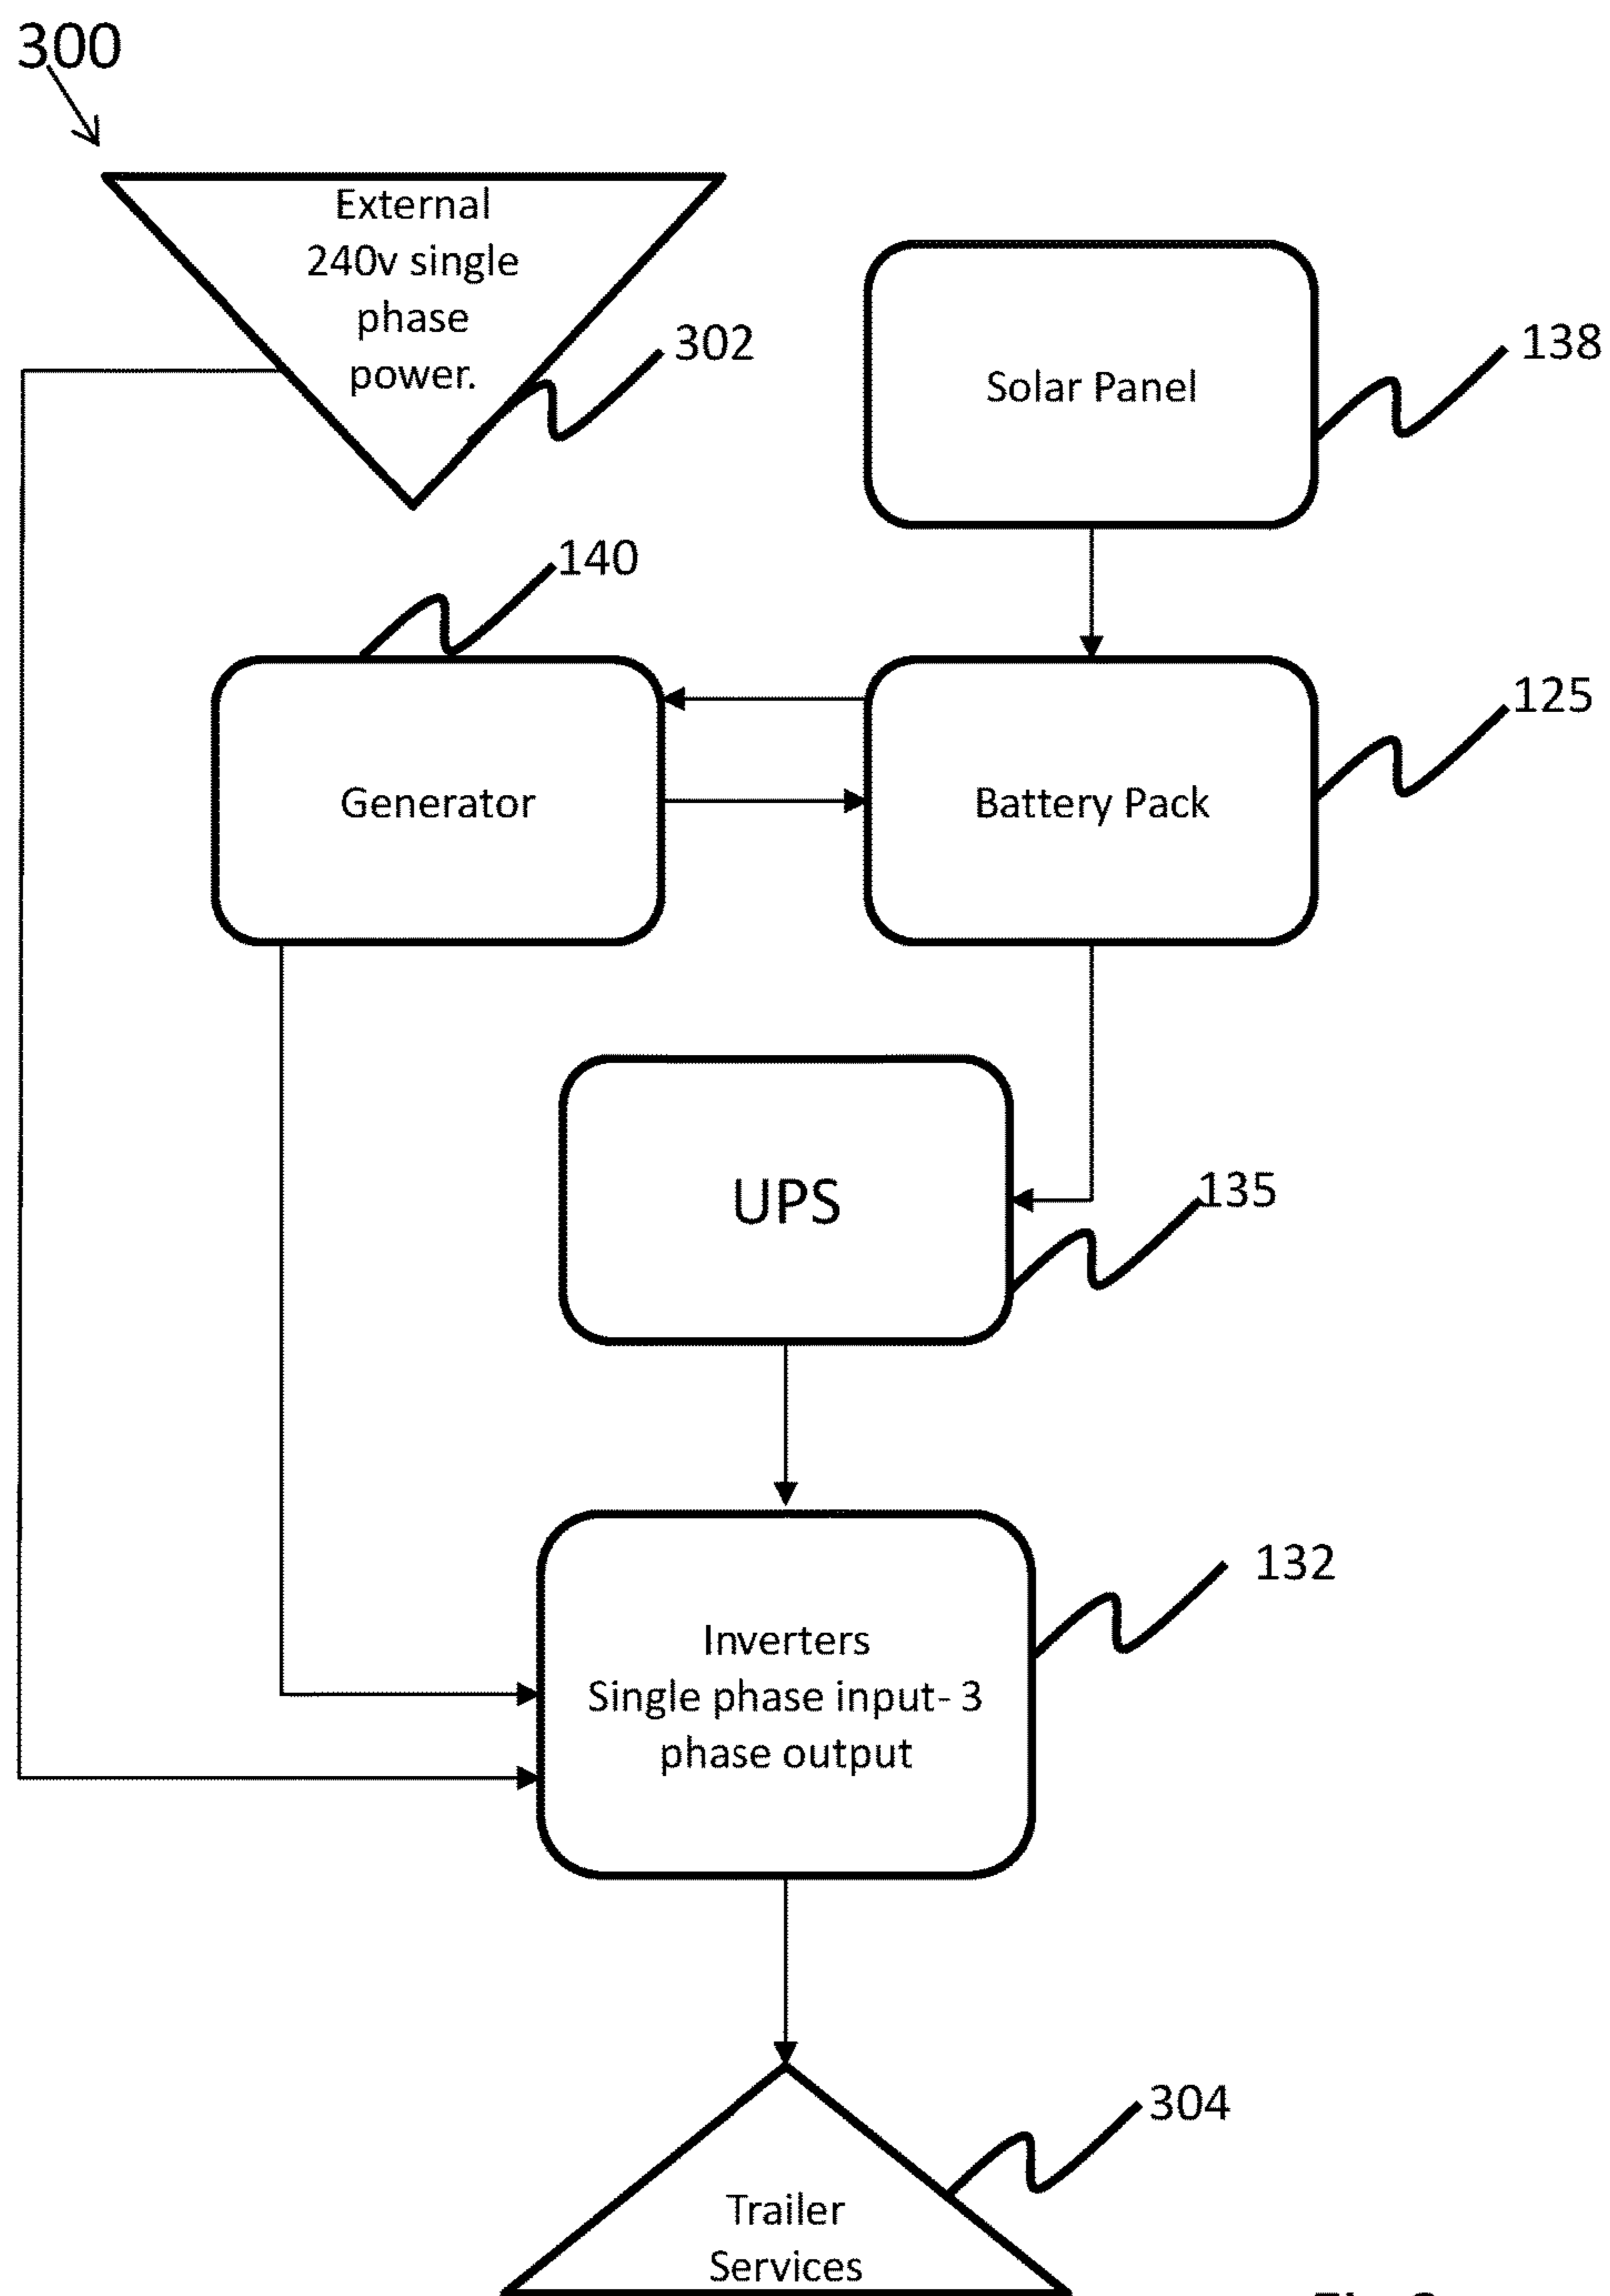 300
External
240v single
phase
power.
302
Solar Panel
138
140
Generator
Battery Pack
125
UPS
135
132
Inverters
Single phase input- 3
phase output
304
Trailer
Services